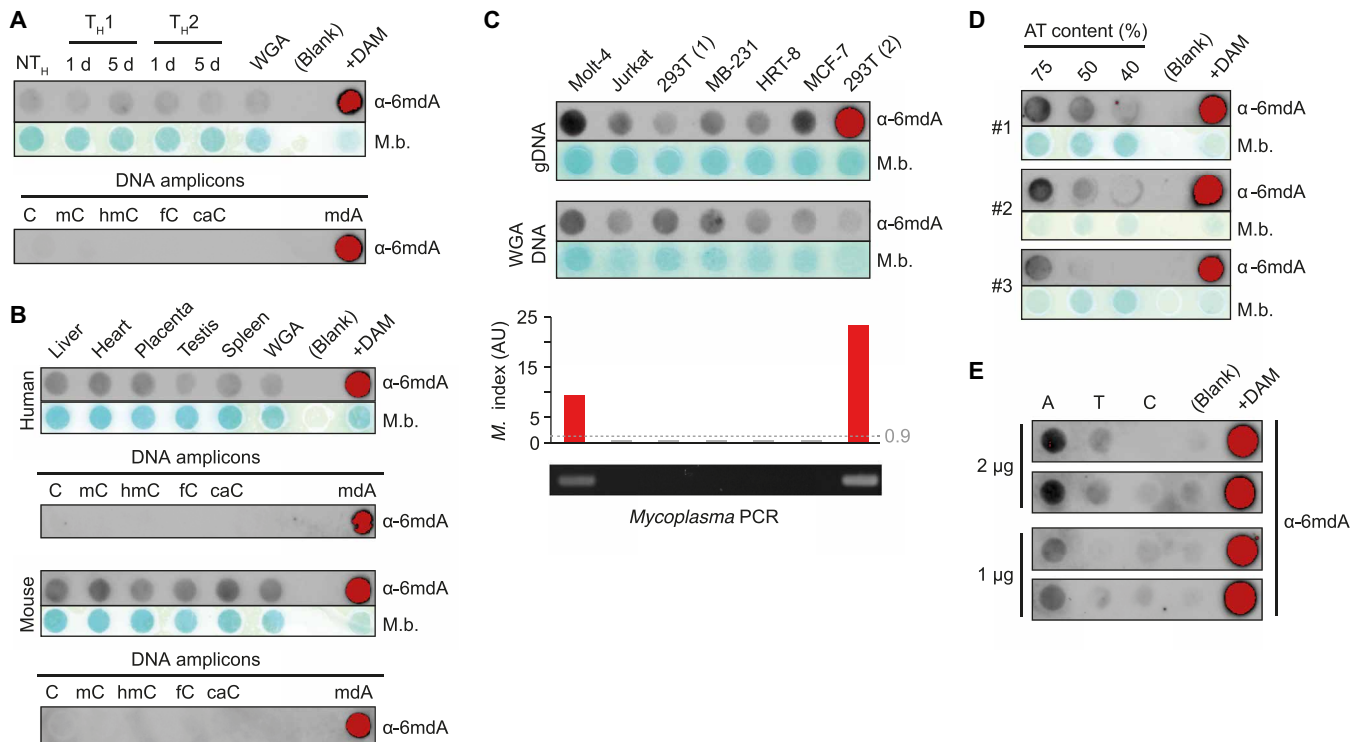 A
T_H1 T_H2
NT_H 1 d 5 d 1 d 5 d WGA (Blank) +DAM
α-6mdA
M.b.
DNA amplicons
C mC hmC fC caC mdA
α-6mdA
B
Liver Heart Placenta Testis Spleen WGA (Blank) +DAM
Human
α-6mdA
M.b.
DNA amplicons
C mC hmC fC caC mdA
α-6mdA
Mouse
α-6mdA
M.b.
DNA amplicons
C mC hmC fC caC mdA
α-6mdA
C
Molt-4 Jurkat 293T (1) MB-231 HRT-8 MCF-7 293T (2)
gDNA
α-6mdA
M.b.
WGA
DNA
α-6mdA
M.b.
M. index (AU)
25
15
5
0
0.9
Mycoplasma PCR
D
AT content (%)
75 50 40 (Blank) +DAM
#1
α-6mdA
M.b.
#2
α-6mdA
M.b.
#3
α-6mdA
M.b.
E
A T C (Blank) +DAM
2 µg
1 µg
α-6mdA